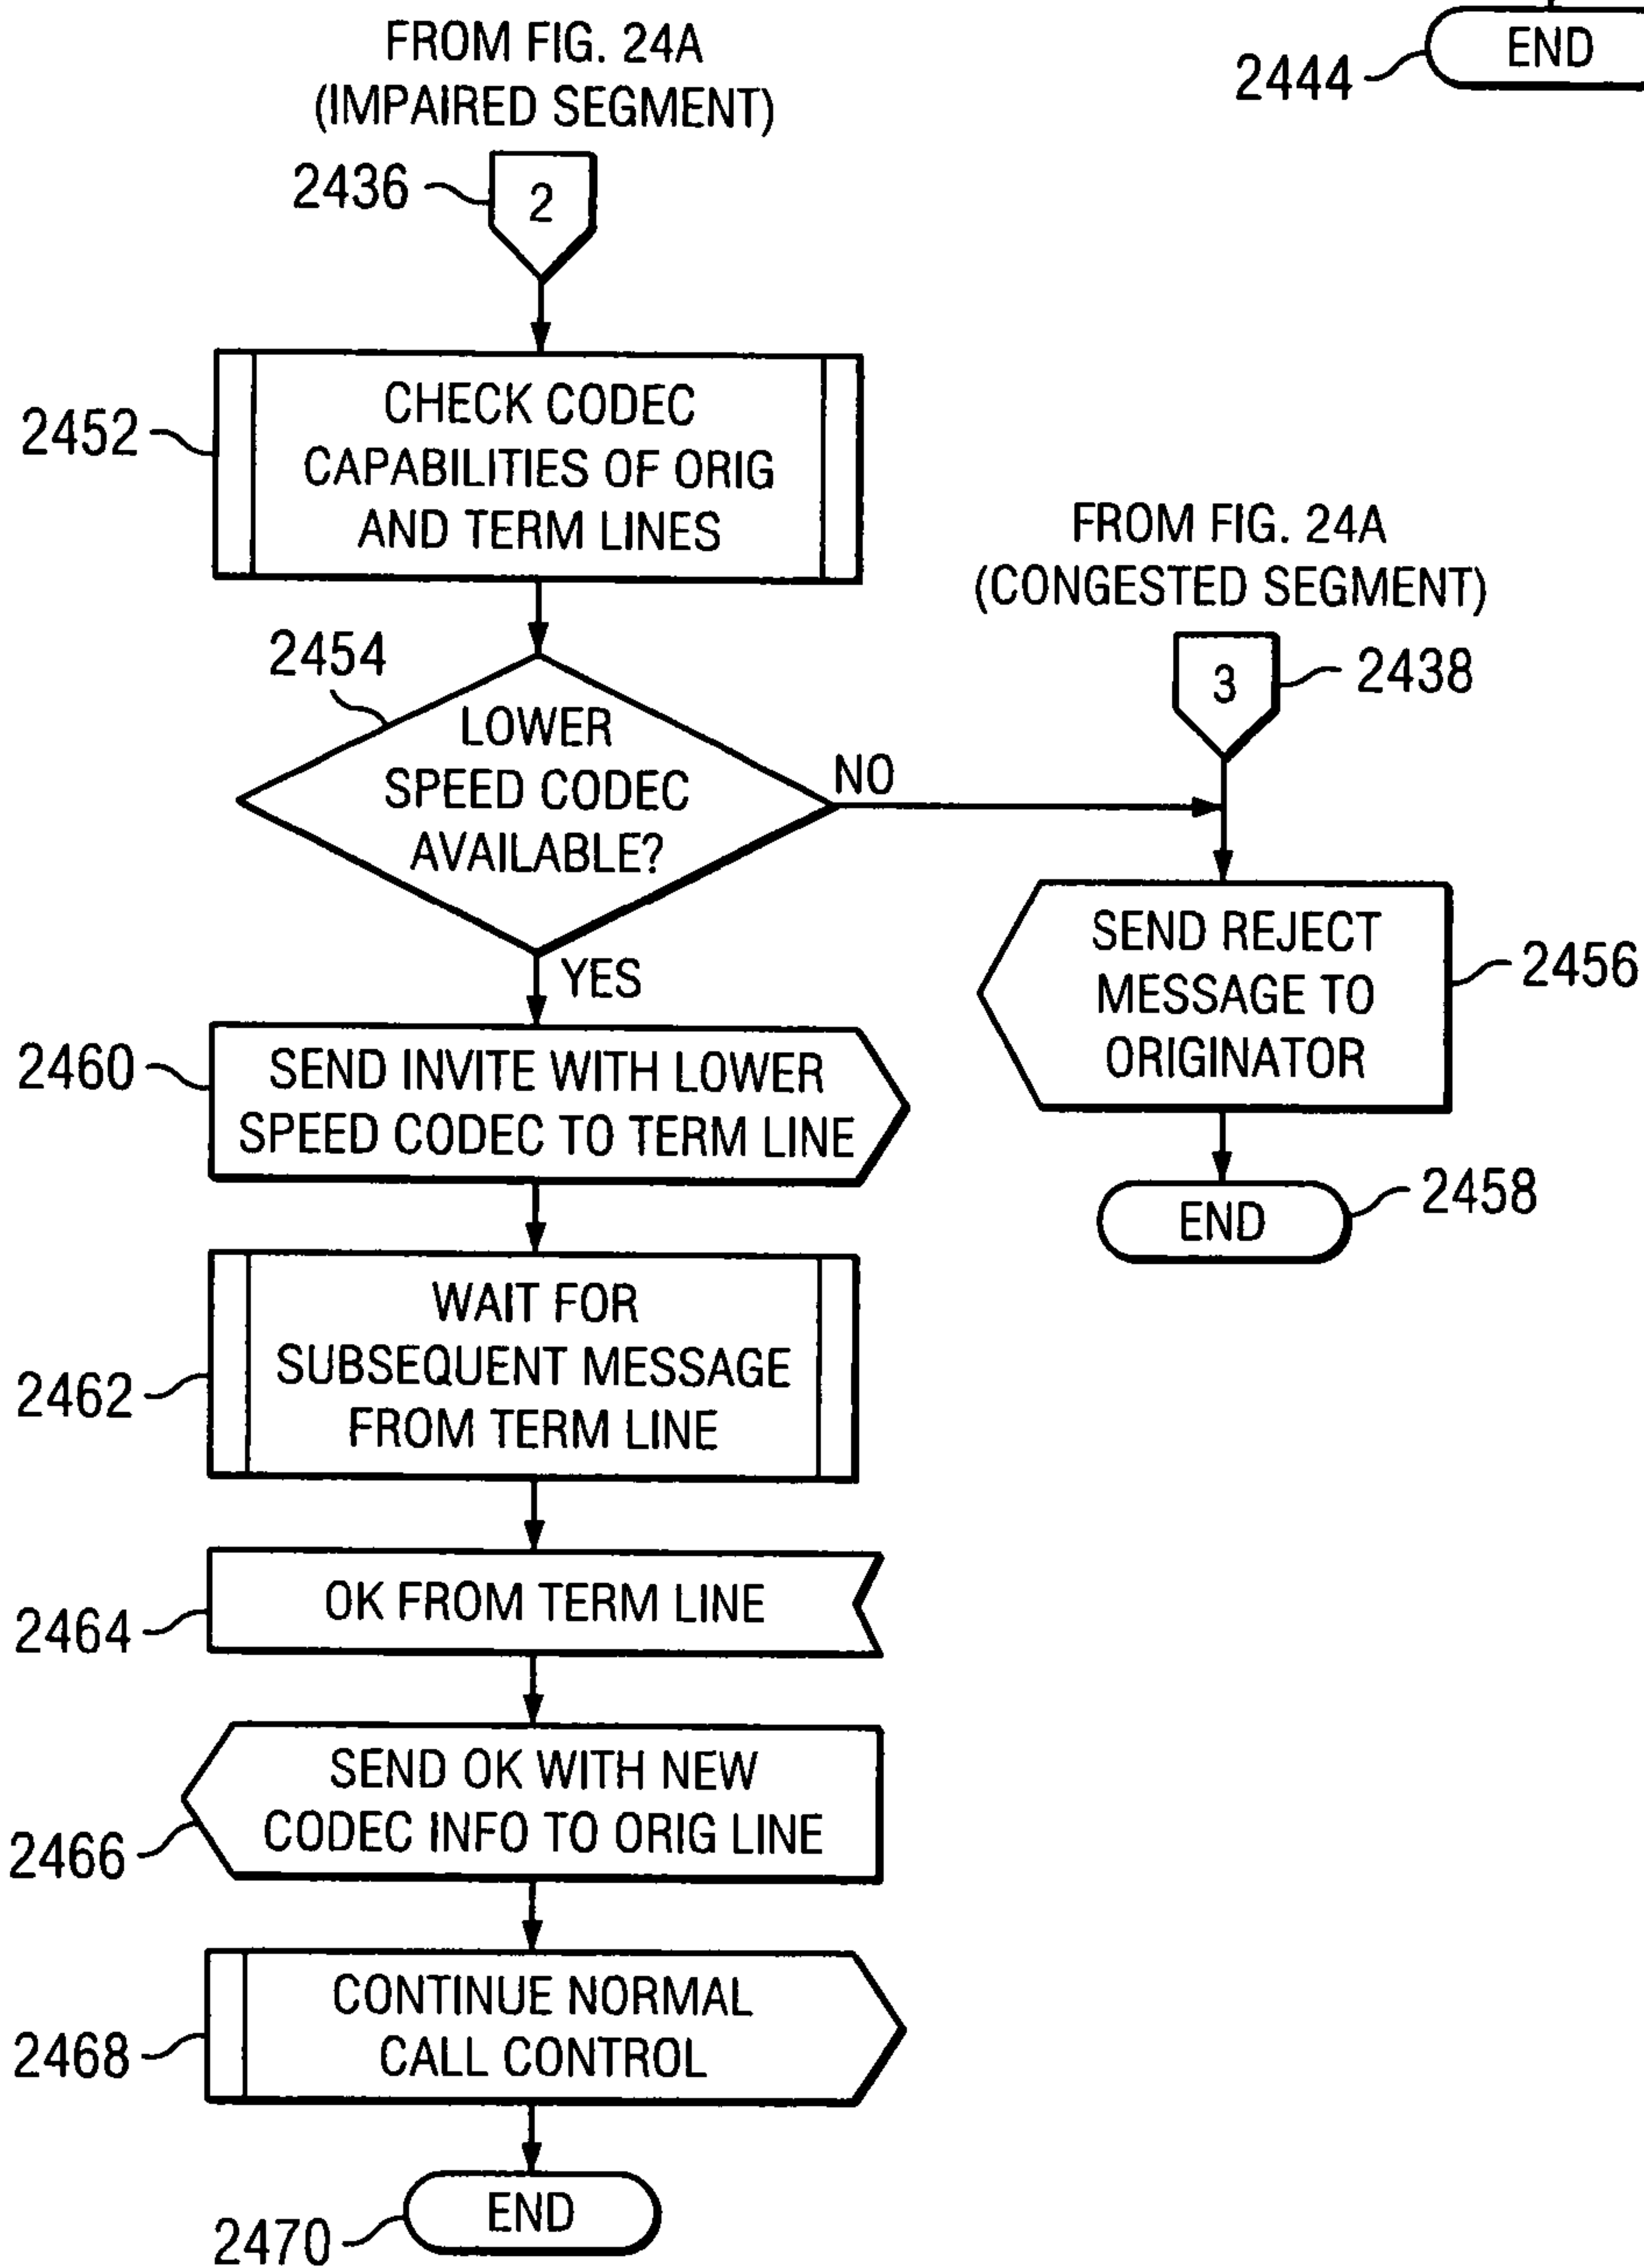 FROM FIG. 24A
(IMPAIRED SEGMENT)
2444
END
2436
2
2452
CHECK CODEC
CAPABILITIES OF ORIG
AND TERM LINES
FROM FIG. 24A
(CONGESTED SEGMENT)
2454
LOWER
SPEED CODEC
AVAILABLE?
NO
3
2438
YES
SEND REJECT
MESSAGE TO
ORIGINATOR
2456
2460
SEND INVITE WITH LOWER
SPEED CODEC TO TERM LINE
END
2458
2462
WAIT FOR
SUBSEQUENT MESSAGE
FROM TERM LINE
2464
OK FROM TERM LINE
2466
SEND OK WITH NEW
CODEC INFO TO ORIG LINE
2468
CONTINUE NORMAL
CALL CONTROL
2470
END